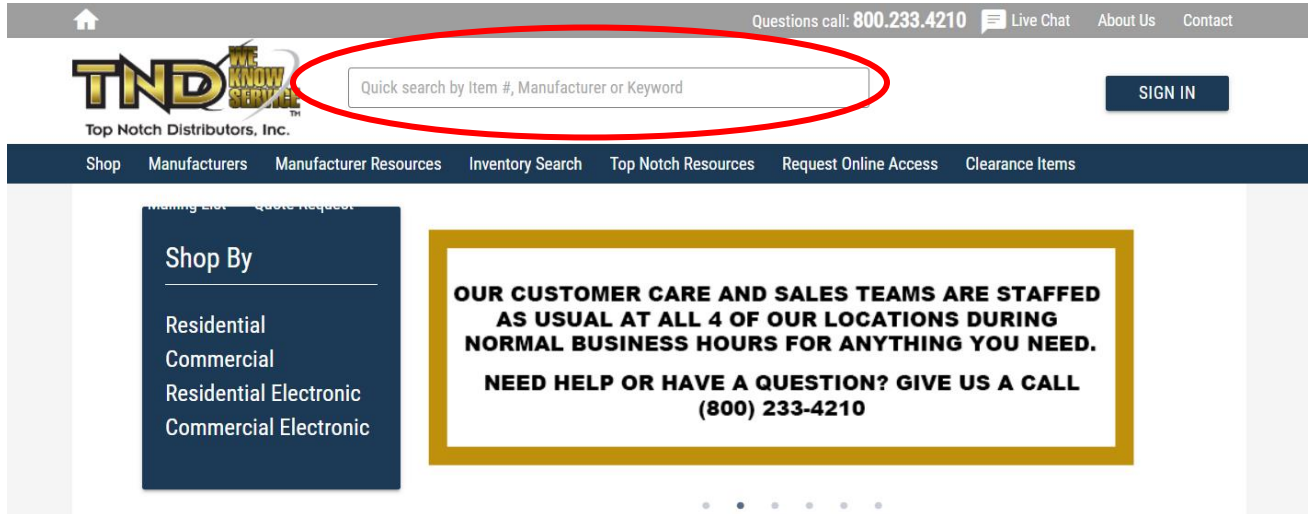 Questions call: 800.233.4210 Live Chat About Us Contact
TND WE KNOW SERVICE TM
Top Notch Distributors, Inc.
Quick search by Item #, Manufacturer or Keyword
SIGN IN
Shop Manufacturers Manufacturer Resources Inventory Search Top Notch Resources Request Online Access Clearance Items
Mailing List Quote Request
Shop By
Residential
Commercial
Residential Electronic
Commercial Electronic
OUR CUSTOMER CARE AND SALES TEAMS ARE STAFFED
AS USUAL AT ALL 4 OF OUR LOCATIONS DURING
NORMAL BUSINESS HOURS FOR ANYTHING YOU NEED.
NEED HELP OR HAVE A QUESTION? GIVE US A CALL
(800) 233-4210